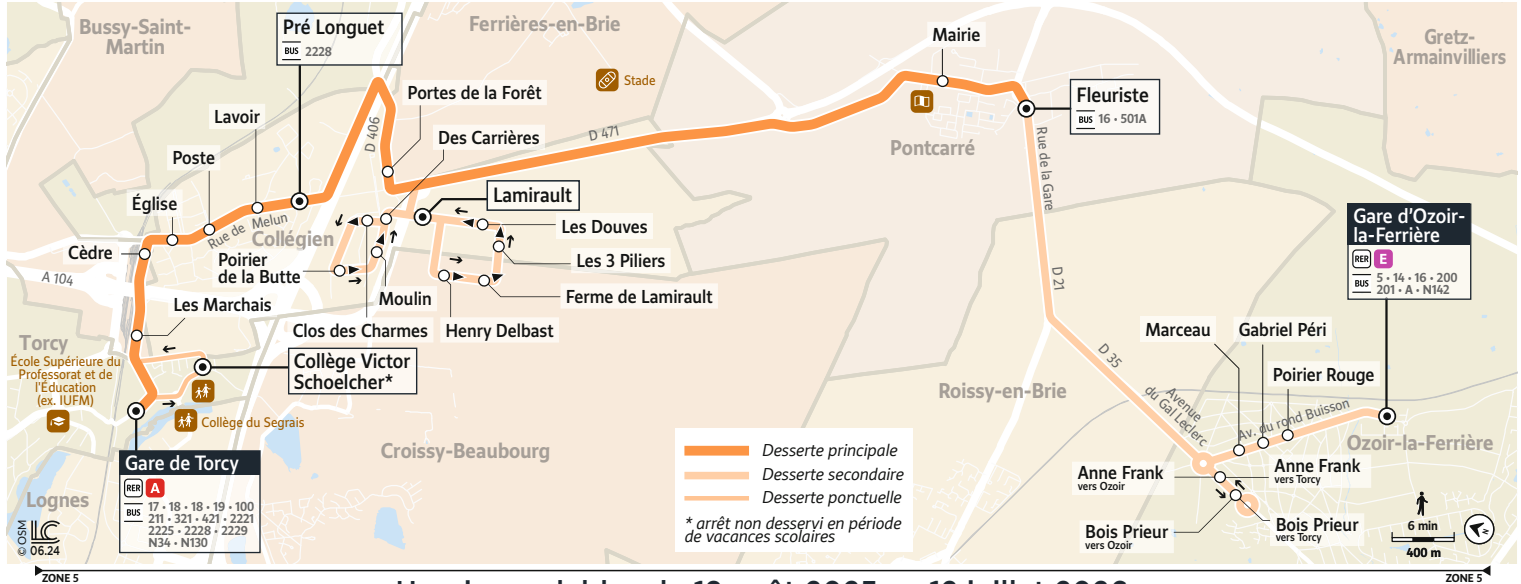 Bussy-Saint-
Martin
Pré Longuet
BUS 2228
Ferrières-en-Brie
Stade
Mairie
Gretz-
Armainvilliers
Portes de la Forêt
Lavoir
D 406
Des Carrières
D 471
Fleuriste
BUS 16 • 501A
Pontcarré
Poste
Rue de la Gare
Église
Lamirault
Rue de Melun
Collégien
Les Douves
Gare d'Ozoir-
la-Ferrière
RER E
BUS 5 • 14 • 16 • 200
201 • A • N142
Cèdre
Poirier
de la Butte
Les 3 Piliers
A 104
D 21
Moulin
Ferme de Lamirault
Les Marchais
Clos des Charmes
Henry Delbast
Marceau
Gabriel Péri
Torcy
École Supérieure du
Professorat et de
l'Éducation
(ex. IUFM)
Collège Victor
Schoelcher*
D 35
Poirier Rouge
Roissy-en-Brie
Avenue
du Gal Leclerc
Av. du rond Buisson
Collège du Segrais
Croissy-Beaubourg
Ozoir-la-Ferrière
Gare de Torcy
RER A
BUS 17 • 18 • 18 • 19 • 100
211 • 321 • 421 • 2221
2225 • 2228 • 2229
N34 • N130
Desserte principale
Desserte secondaire
Desserte ponctuelle
* arrêt non desservi en période
de vacances scolaires
Anne Frank
vers Ozoir
Anne Frank
vers Torcy
Bois Prieur
vers Ozoir
Bois Prieur
vers Torcy
Lognes
© OSM
LC
06.24
6 min
400 m
ZONE 5
ZONE 5